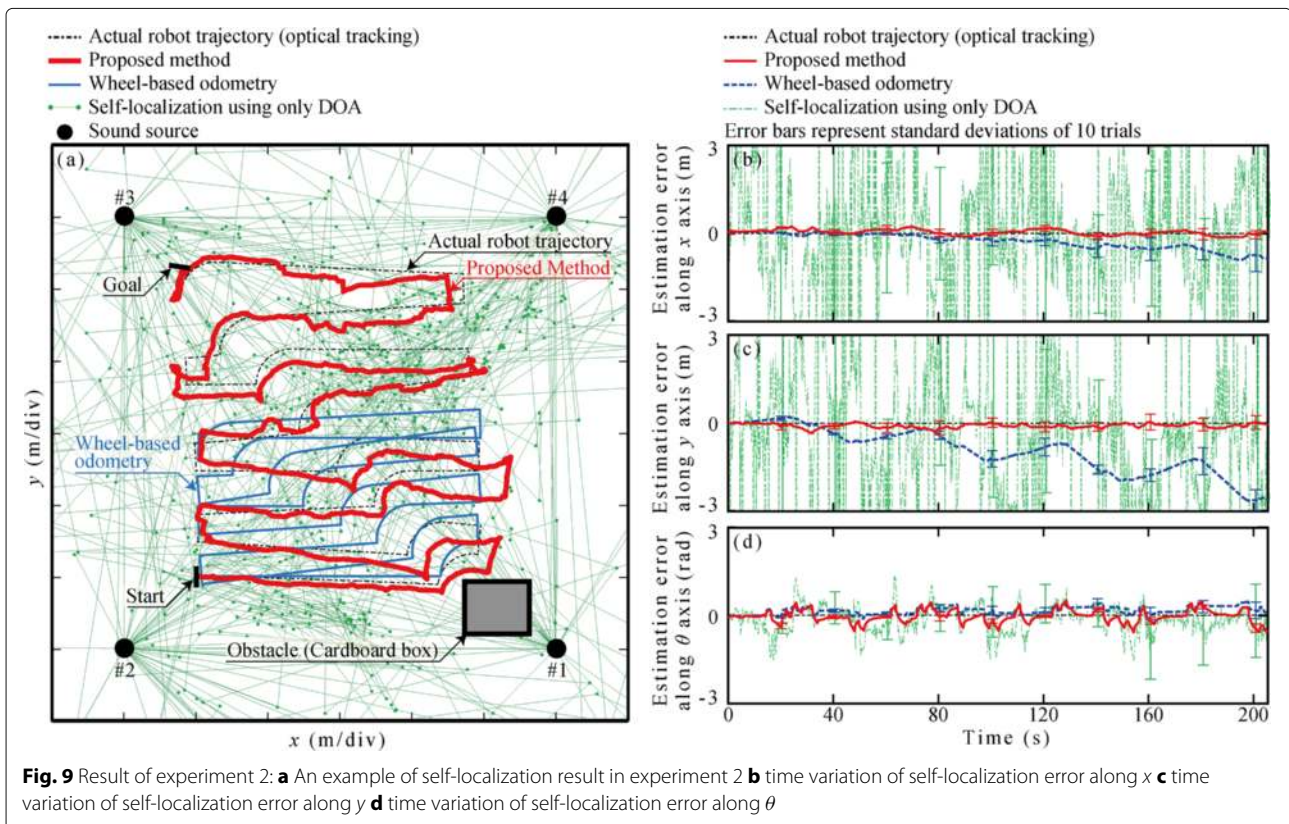 Actual robot trajectory (optical tracking)
Proposed method
Wheel-based odometry
Self-localization using only DOA
Sound source
(a)
#3
#4
Actual robot trajectory
Proposed Method
Goal
Wheel-based
odometry
Start
Obstacle (Cardboard box)
#2
#1
y (m/div)
x (m/div)
Actual robot trajectory (optical tracking)
Proposed method
Wheel-based odometry
Self-localization using only DOA
Error bars represent standard deviations of 10 trials
(b)
Estimation error
along x axis (m)
3
0
-3
(c)
Estimation error
along y axis (m)
3
0
-3
(d)
Estimation error
along θ axis (rad)
3
0
-3
0 40 80 120 160 200
Time (s)
Fig. 9 Result of experiment 2: a An example of self-localization result in experiment 2 b time variation of self-localization error along x c time
variation of self-localization error along y d time variation of self-localization error along θ